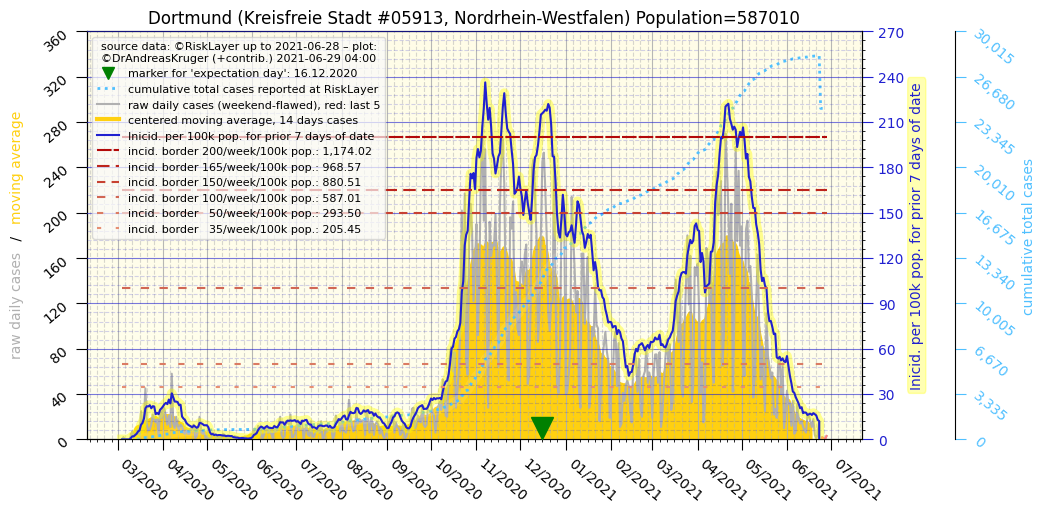 Dortmund (Kreisfreie Stadt #05913, Nordrhein-Westfalen) Population=587010
source data: ©RiskLayer up to 2021-06-28 – plot:
©DrAndreasKruger (+contrib.) 2021-06-29 04:00
marker for 'expectation day': 16.12.2020
cumulative total cases reported at RiskLayer
raw daily cases (weekend-flawed), red: last 5
centered moving average, 14 days cases
Inicid. per 100k pop. for prior 7 days of date
incid. border 200/week/100k pop.: 1,174.02
incid. border 165/week/100k pop.: 968.57
incid. border 150/week/100k pop.: 880.51
incid. border 100/week/100k pop.: 587.01
incid. border 50/week/100k pop.: 293.50
incid. border 35/week/100k pop.: 205.45
raw daily cases / moving average
360
320
280
240
200
160
120
80
40
0
03/2020
04/2020
05/2020
06/2020
07/2020
08/2020
09/2020
10/2020
11/2020
12/2020
01/2021
02/2021
03/2021
04/2021
05/2021
06/2021
07/2021
270
240
210
180
150
120
90
60
30
0
Inicid. per 100k pop. for prior 7 days of date
30,015
26,680
23,345
20,010
16,675
13,340
10,005
6,670
3,335
0
cumulative total cases